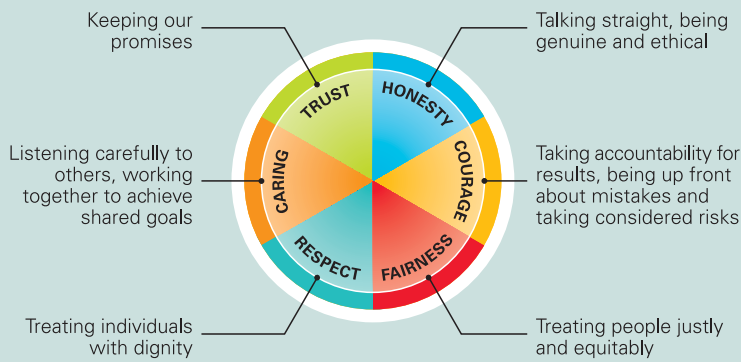 Keeping our
promises
Talking straight, being
genuine and ethical
TRUST
HONESTY
Listening carefully to
others, working
together to achieve
shared goals
CARING
COURAGE
Taking accountability for
results, being up front
about mistakes and
taking considered risks
RESPECT
FAIRNESS
Treating individuals
with dignity
Treating people justly
and equitably